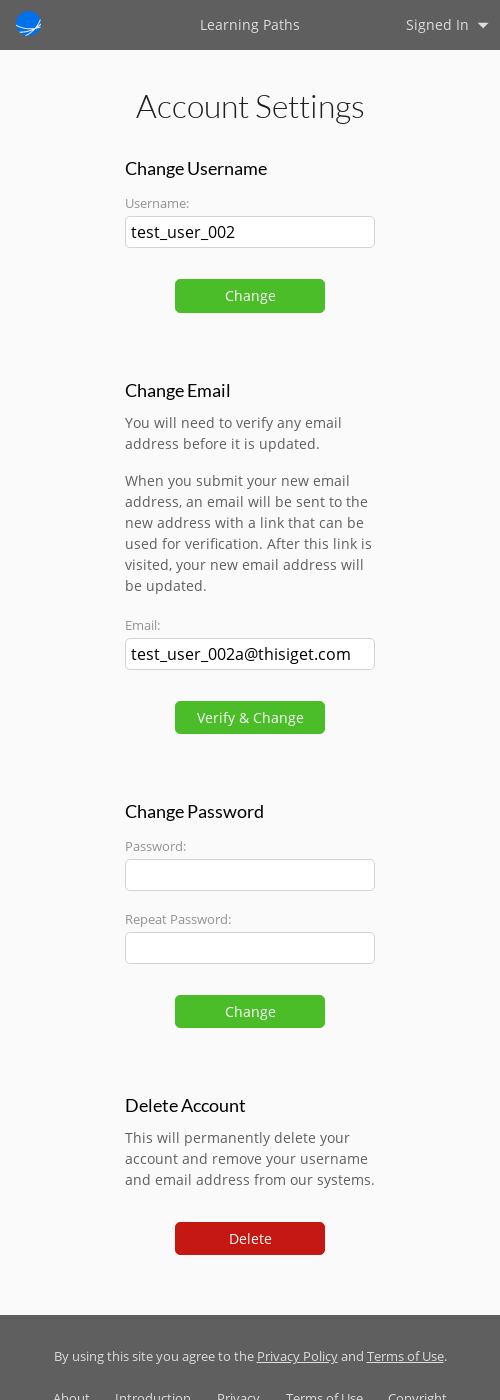 Learning Paths
Signed In
Account Settings
Change Username
Username:
test_user_002
Change
Change Email
You will need to verify any email
address before it is updated.
When you submit your new email
address, an email will be sent to the
new address with a link that can be
used for verification. After this link is
visited, your new email address will
be updated.
Email:
test_user_002a@thisiget.com
Verify & Change
Change Password
Password:
Repeat Password:
Change
Delete Account
This will permanently delete your
account and remove your username
and email address from our systems.
Delete
By using this site you agree to the Privacy Policy and Terms of Use.
About Introduction Privacy Terms of Use Copyright